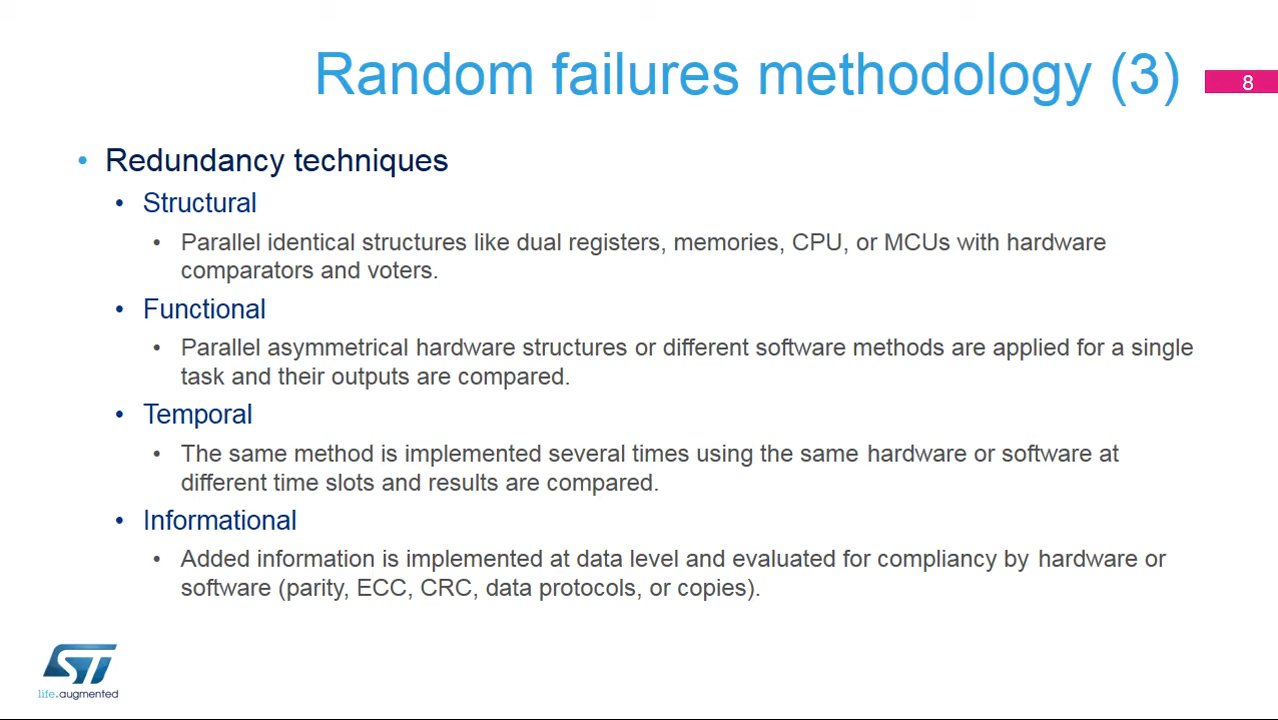 Random failures methodology (3)
8
• Redundancy techniques
• Structural
• Parallel identical structures like dual registers, memories, CPU, or MCUs with hardware
comparators and voters.
• Functional
• Parallel asymmetrical hardware structures or different software methods are applied for a single
task and their outputs are compared.
• Temporal
• The same method is implemented several times using the same hardware or software at
different time slots and results are compared.
• Informational
• Added information is implemented at data level and evaluated for compliancy by hardware or
software (parity, ECC, CRC, data protocols, or copies).
ST
life.augmented